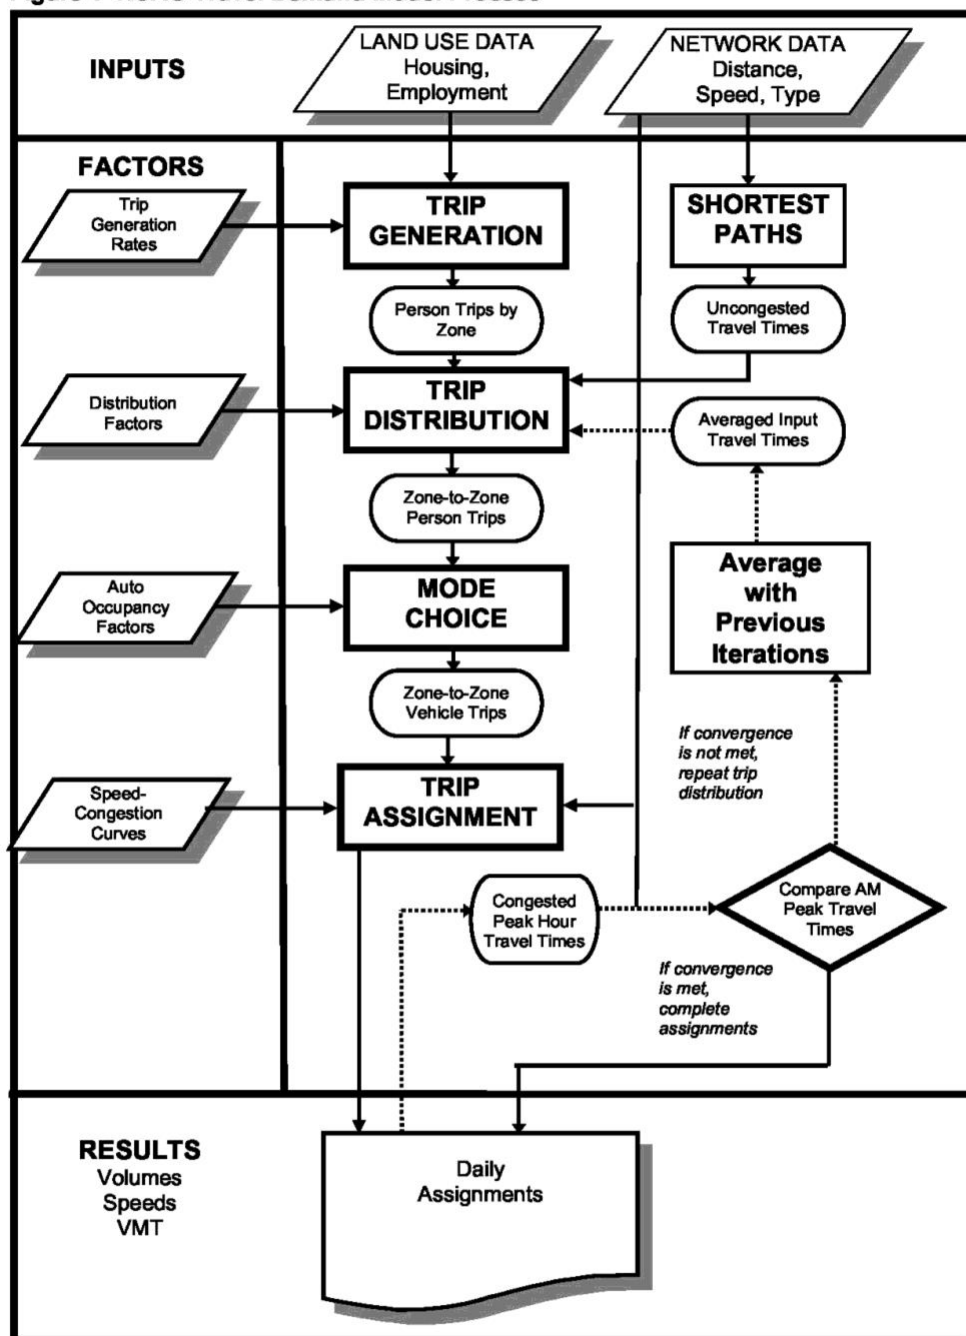 INPUTS
LAND USE DATA
Housing,
Employment
NETWORK DATA
Distance,
Speed, Type
FACTORS
Trip
Generation
Rates
TRIP
GENERATION
SHORTEST
PATHS
Person Trips by
Zone
Uncongested
Travel Times
Distribution
Factors
TRIP
DISTRIBUTION
Averaged Input
Travel Times
Zone-to-Zone
Person Trips
Auto
Occupancy
Factors
MODE
CHOICE
Average
with
Previous
Iterations
Zone-to-Zone
Vehicle Trips
If convergence
is not met,
repeat trip
distribution
Speed-
Congestion
Curves
TRIP
ASSIGNMENT
Congested
Peak Hour
Travel Times
Compare AM
Peak Travel
Times
If convergence
is met,
complete
assignments
RESULTS
Volumes
Speeds
VMT
Daily
Assignments